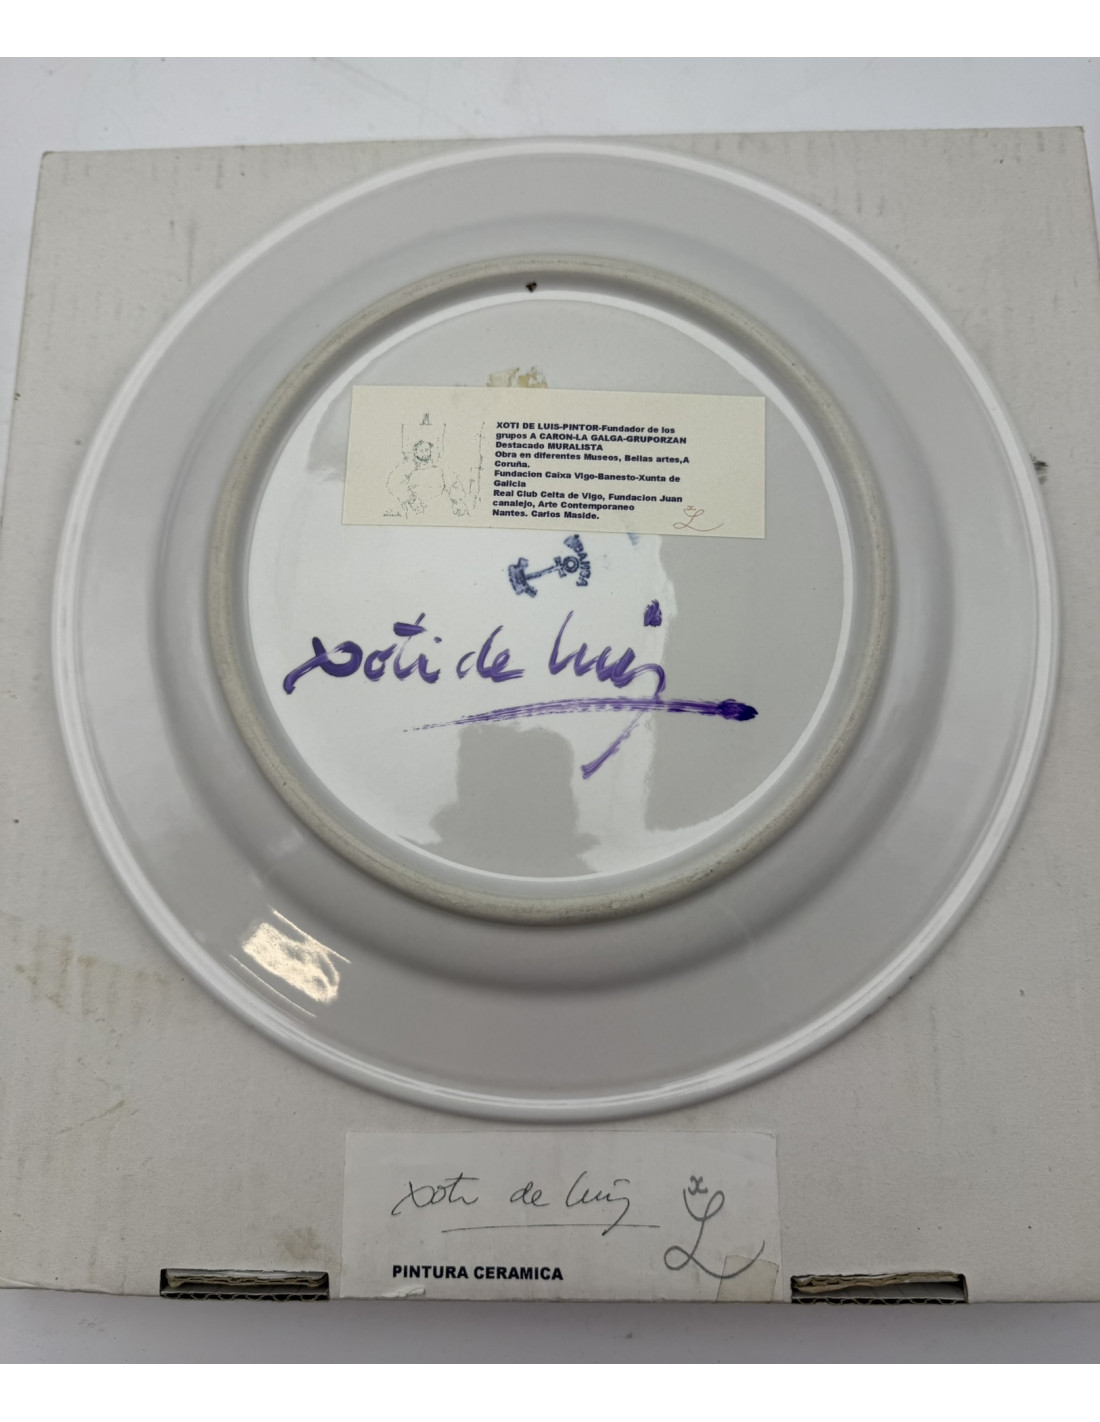 XOTI DE LUIS-PINTOR-Fundador de los
grupos A CARON-LA GALGA-GRUPORZAN
Destacado MURALISTA
Obra en diferentes Museos, Bellas artes,A
Coruña.
Fundacion Caixa Vigo-Banesto-Xunta de
Galicia
Real Club Celta de Vigo, Fundacion Juan
canalejo, Arte Contemporaneo
Nantes. Carlos Maside.
xoti de luis
xoti de luis
PINTURA CERAMICA